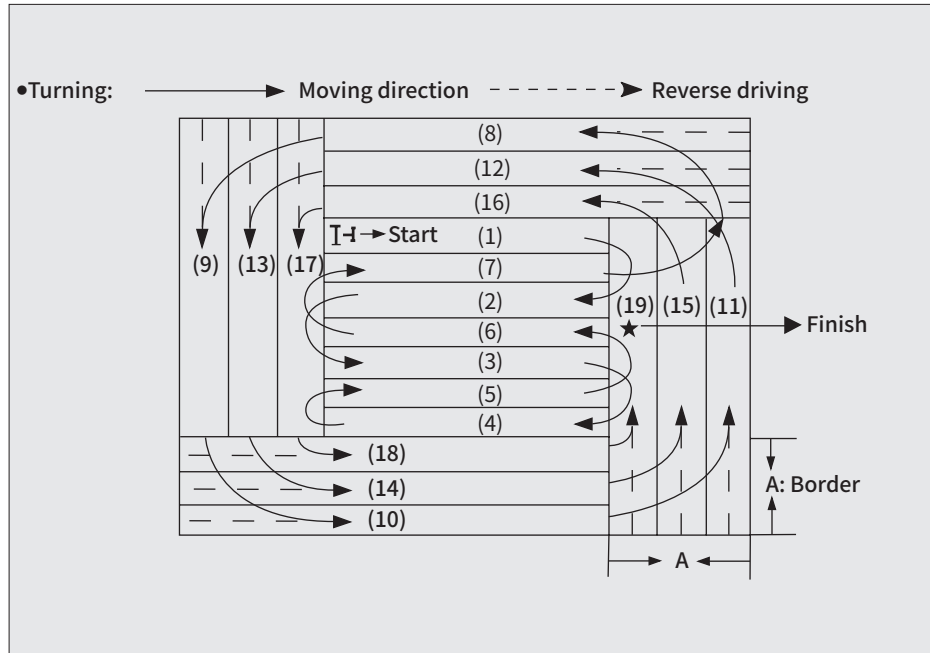 •Turning: Moving direction Reverse driving
(8)
(12)
(16)
Start (1)
(9) (13) (17) (7)
(2) (19) (15) (11)
(6) Finish
(3)
(5)
(4)
(18)
(14) A: Border
(10)
A